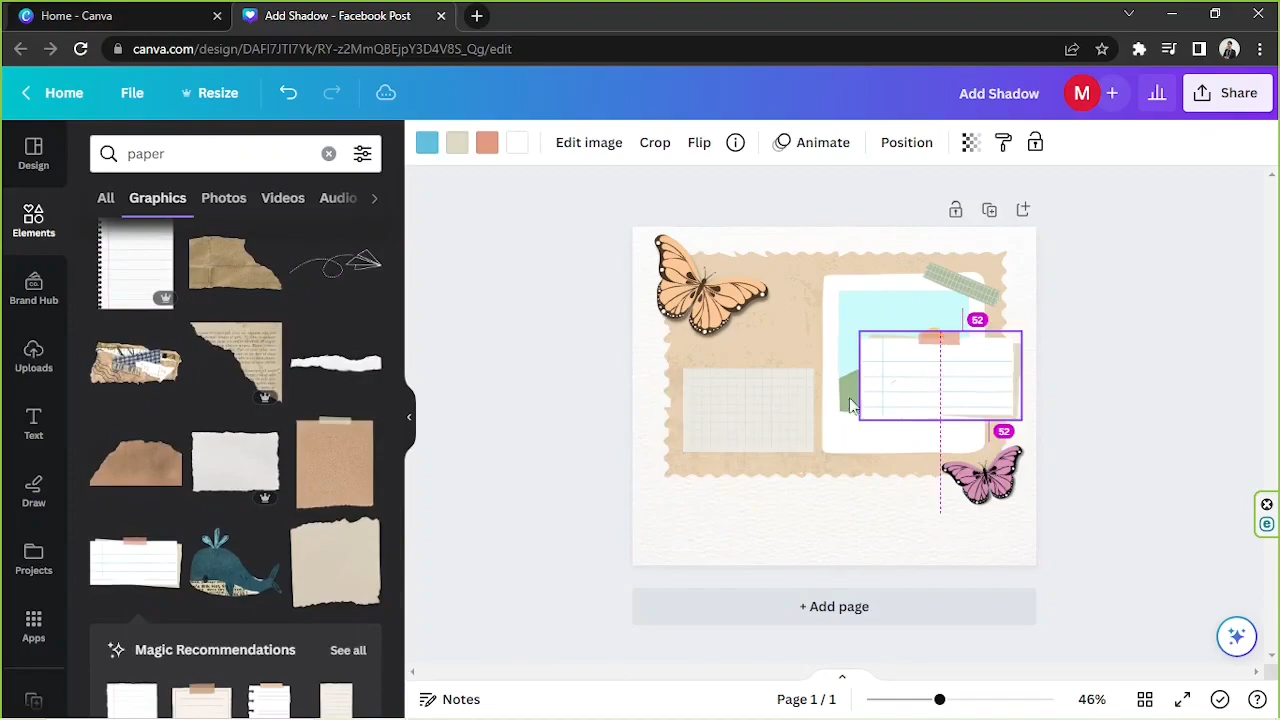 Home - Canva
Add Shadow - Facebook Post
canva.com/design/DAFI7JTI7Yk/RY-z2MmQBEjpY3D4V8S_Qg/edit
Home
File
Resize
Add Shadow
M
Share
Design
Elements
Brand Hub
Uploads
Text
Draw
Projects
Apps
paper
All
Graphics
Photos
Videos
Audio
Magic Recommendations
See all
Edit image
Crop
Flip
Animate
Position
52
52
+ Add page
Notes
Page 1 / 1
46%